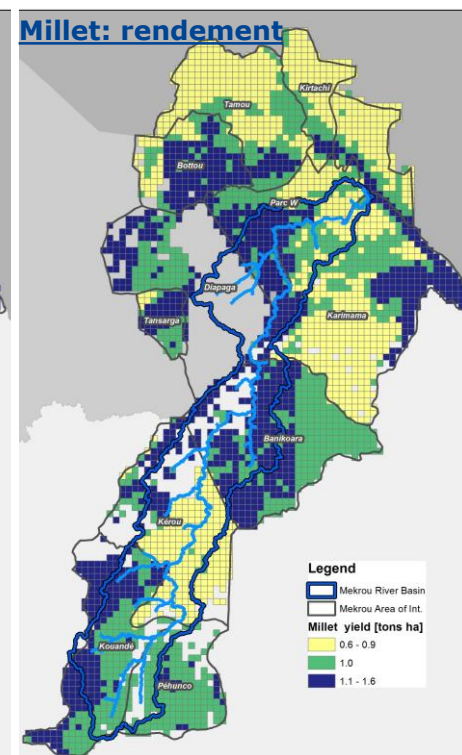 Millet: rendement
Kirtachi
Tamou
Bottou
Parc W
Diapaga
Karimama
Tansarga
Banikoara
Kérou
Kouandé
Péhunco
Legend
Mekrou River Basin
Mekrou Area of Int.
Millet yield [tons ha]
0.6 - 0.9
1.0
1.1 - 1.6